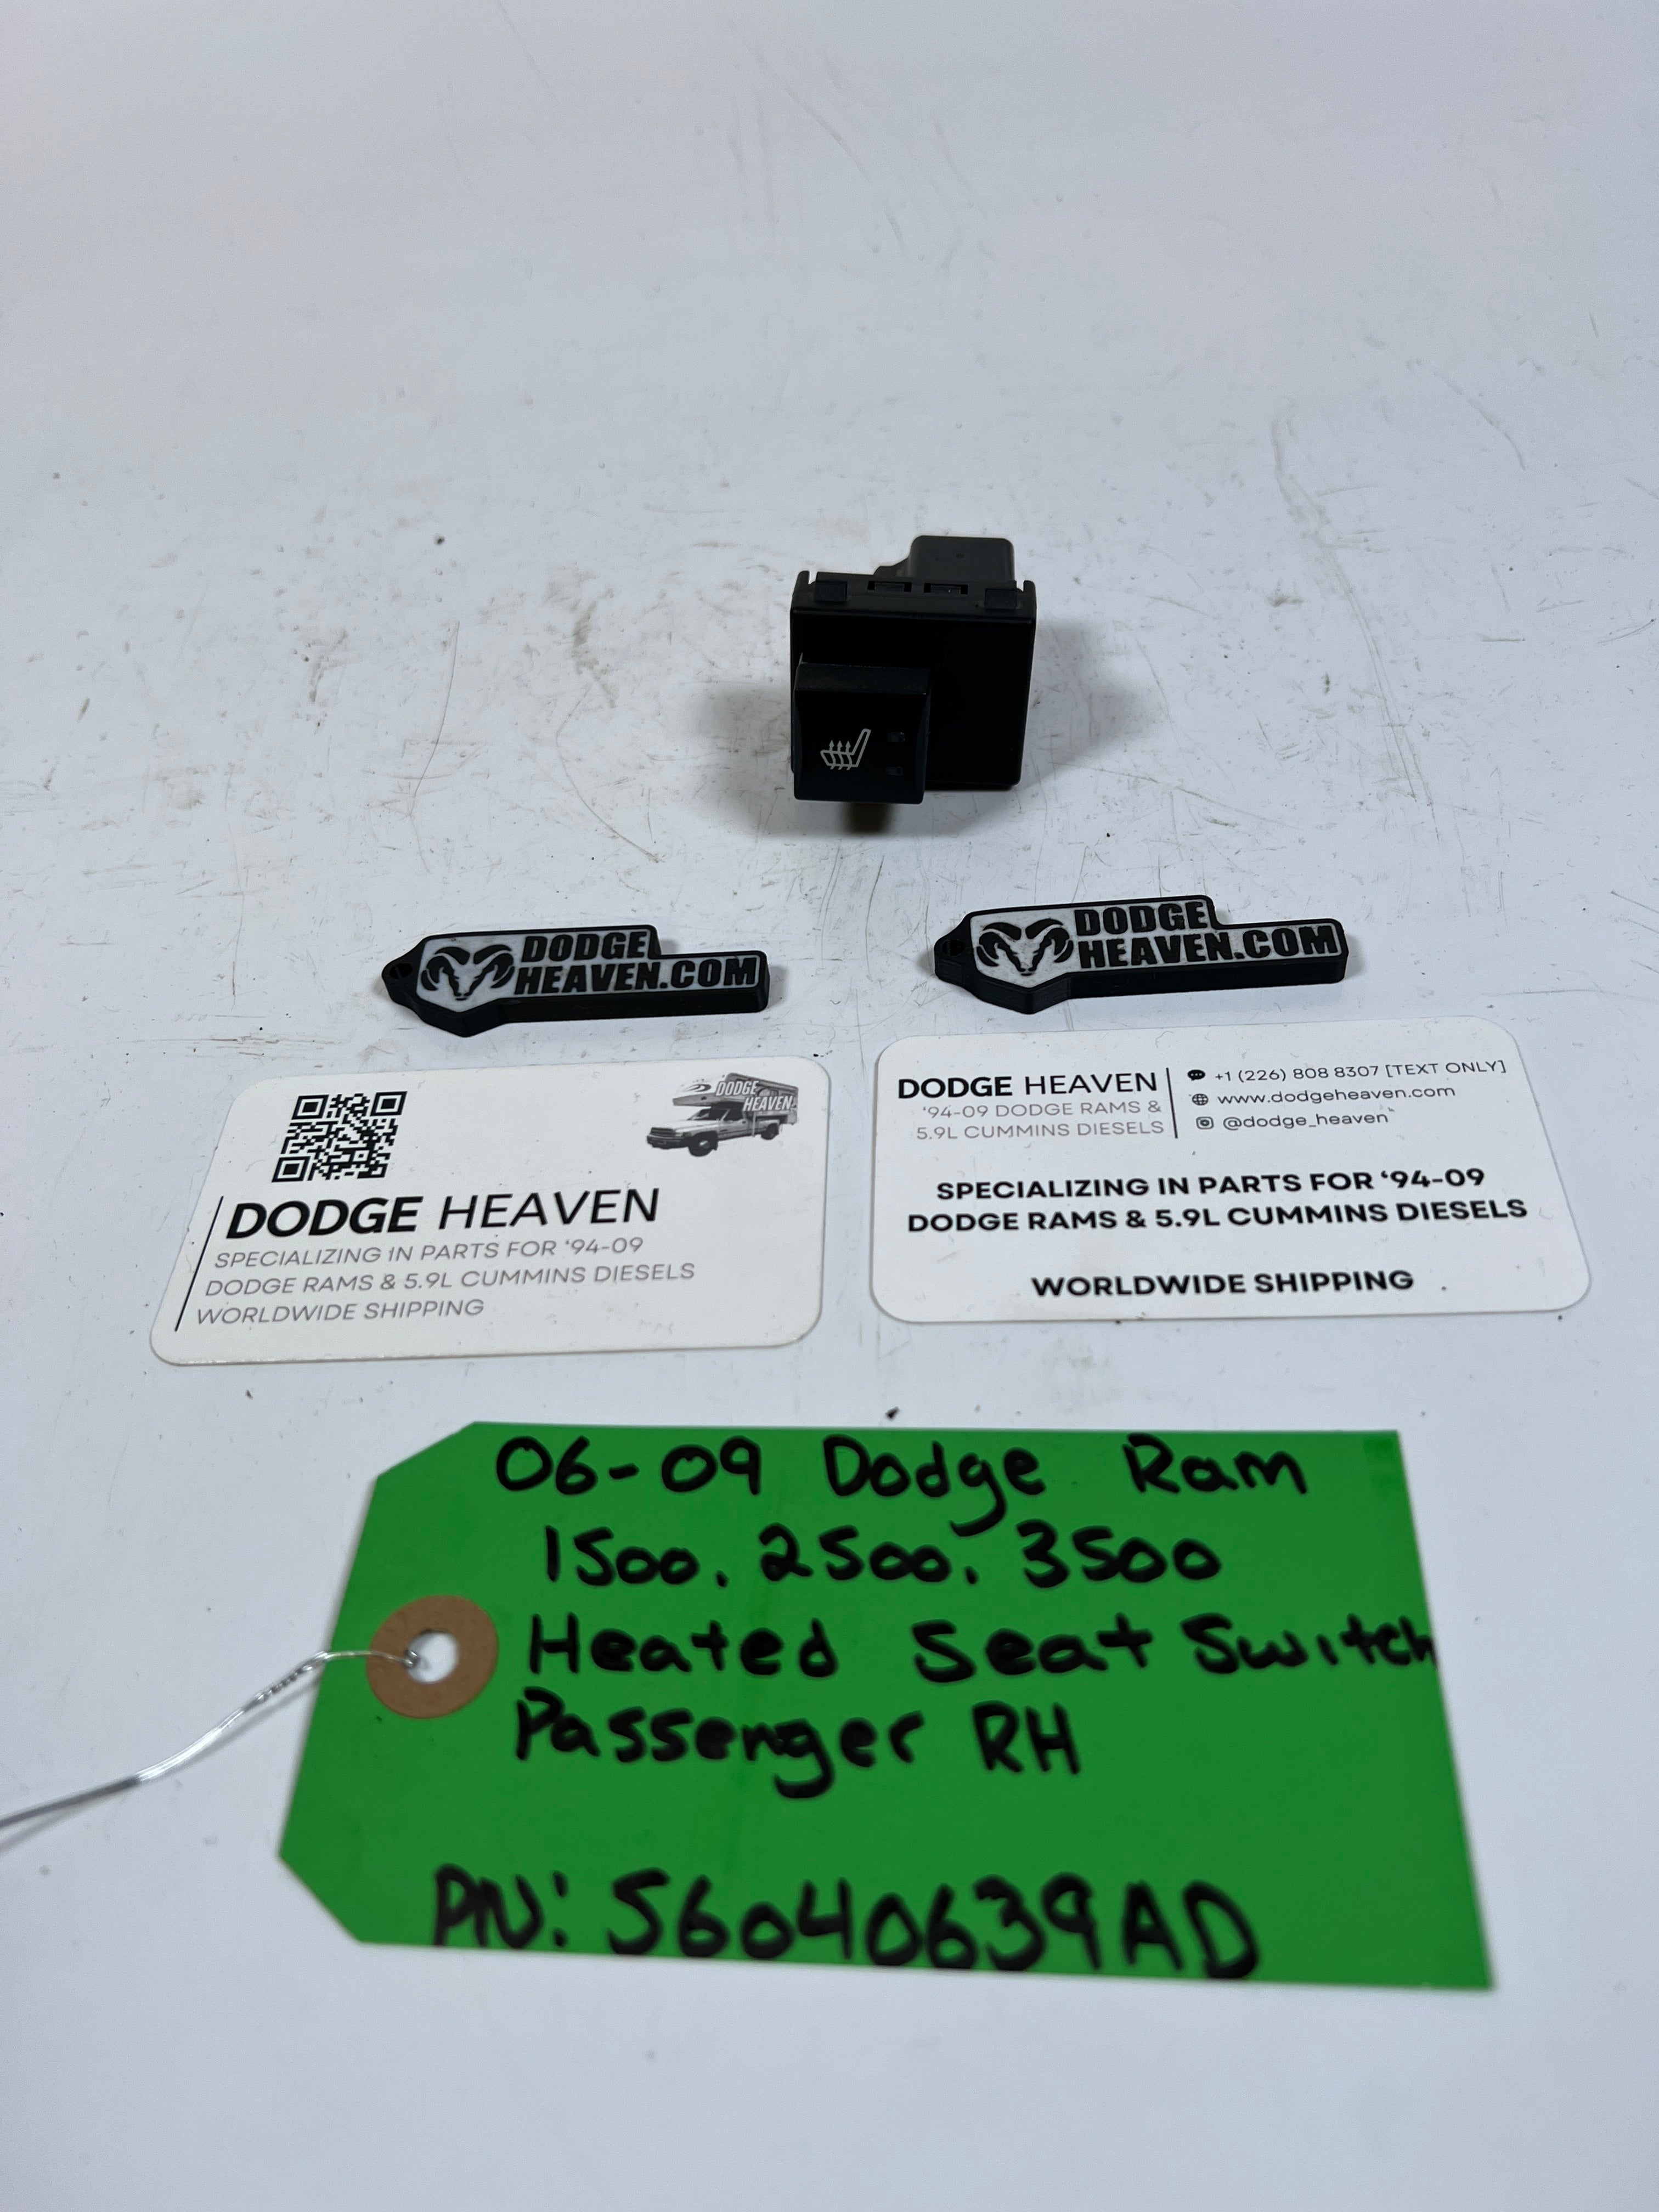 DODGE
HEAVEN.COM
DODGE
HEAVEN.COM
DODGE
HEAVEN
DODGE HEAVEN
SPECIALIZING IN PARTS FOR ‘94-09
DODGE RAMS & 5.9L CUMMINS DIESELS
WORLDWIDE SHIPPING
DODGE HEAVEN
‘94-09 DODGE RAMS &
5.9L CUMMINS DIESELS
+1 (226) 808 8307 [TEXT ONLY]
www.dodgeheaven.com
@dodge_heaven
SPECIALIZING IN PARTS FOR ‘94-09
DODGE RAMS & 5.9L CUMMINS DIESELS
WORLDWIDE SHIPPING
06-09 Dodge Ram
1500. 2500. 3500
Heated Seat Switch
Passenger RH
PN: 56040639AD